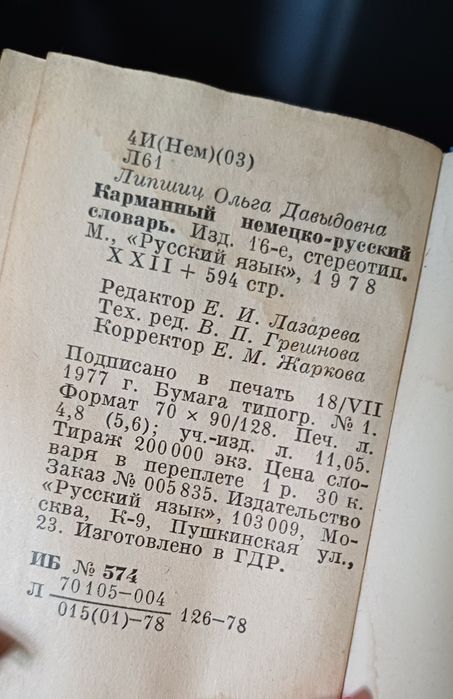 4И(Нем)(03)
Л61
Липшиц Ольга Давыдовна
Карманный немецко-русский
словарь. Изд. 16-е, стереотип.
М., «Русский язык», 1978
XXII + 594 стр.
Редактор Е. И. Лазарева
Тех. ред. В. П. Грешнова
Корректор Е. М. Жаркова
Подписано в печать 18/VII
1977 г. Бумага типогр. № 1.
Формат 70 × 90/128. Печ. л.
4,8 (5,6); уч.-изд. л. 11,05.
Тираж 200 000 экз. Цена сло-
варя в переплете 1 р. 30 к.
Заказ № 005835. Издательство
«Русский язык», 103009, Мо-
сква, К-9, Пушкинская ул.,
23. Изготовлено в ГДР.
ИБ № 574
Л 70105—004
015(01)—78 126—78